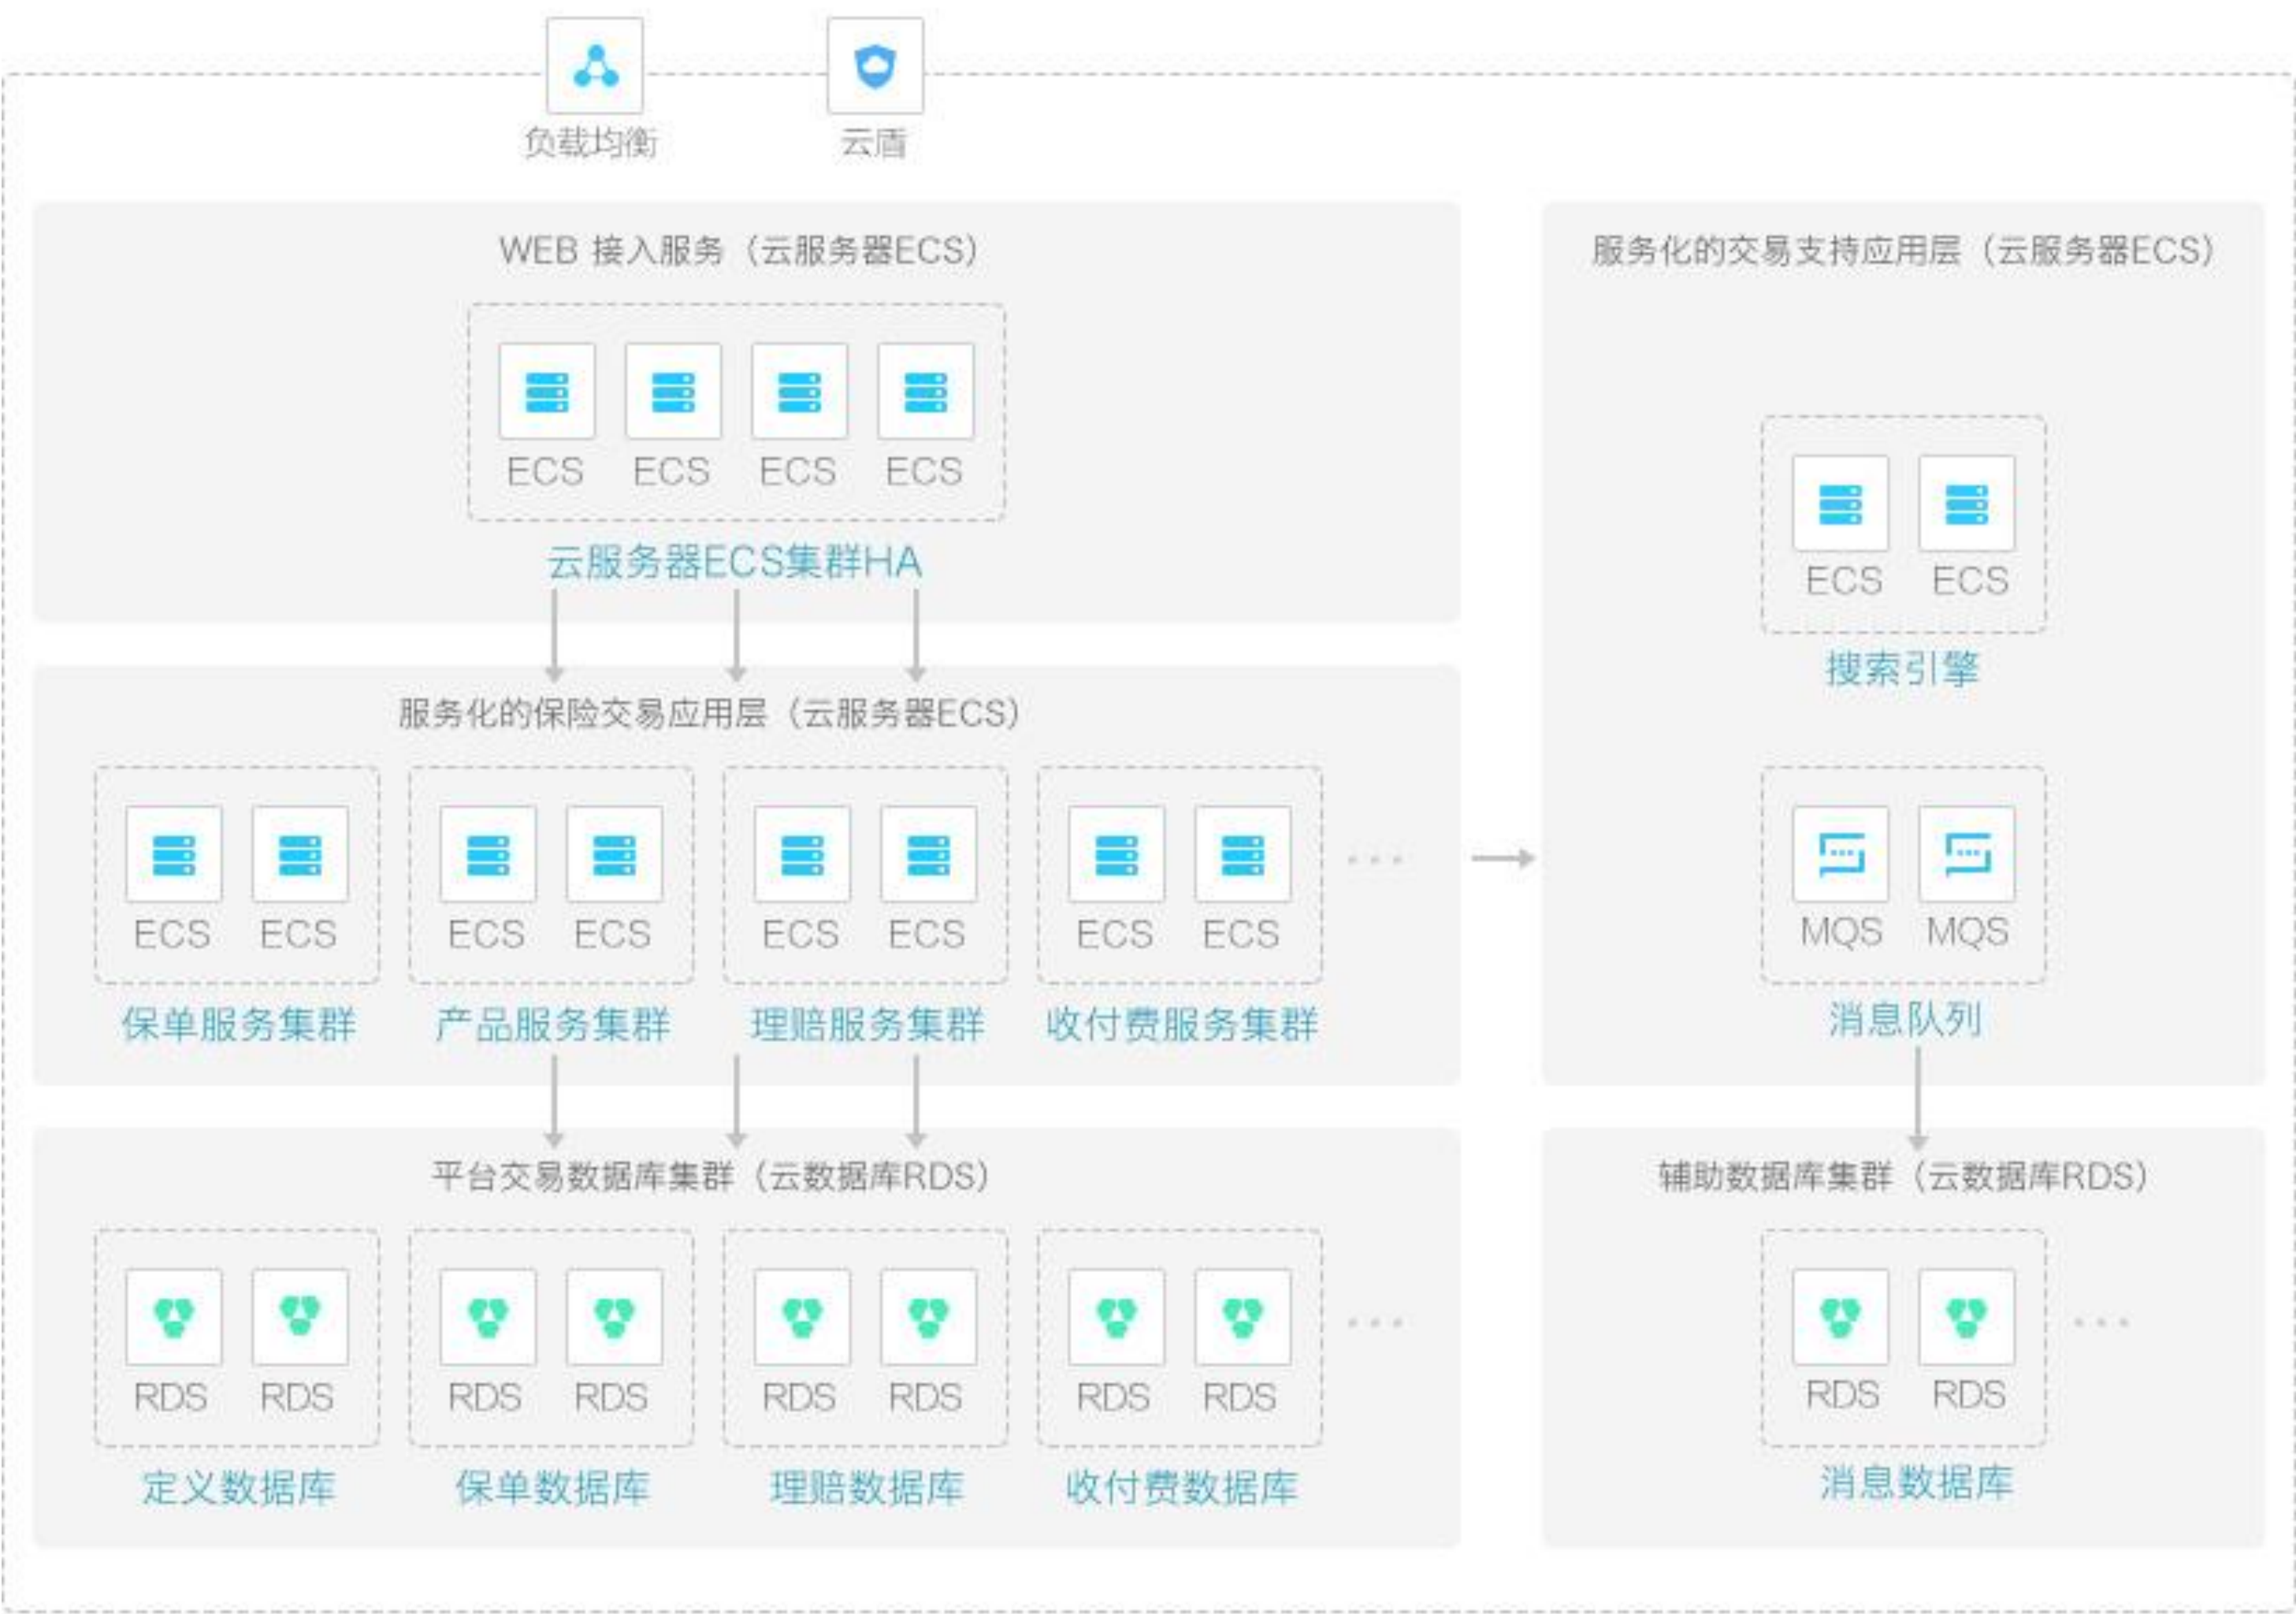 负载均衡
云盾
WEB 接入服务（云服务器ECS）
ECS ECS ECS ECS
云服务器ECS集群HA
服务化的保险交易应用层（云服务器ECS）
ECS ECS ECS ECS ECS ECS ECS ECS
保单服务集群 产品服务集群 理赔服务集群 收付费服务集群
平台交易数据库集群（云数据库RDS）
RDS RDS RDS RDS RDS RDS RDS RDS
定义数据库 保单数据库 理赔数据库 收付费数据库
服务化的交易支持应用层（云服务器ECS）
ECS ECS
搜索引擎
MQS MQS
消息队列
辅助数据库集群（云数据库RDS）
RDS RDS
消息数据库